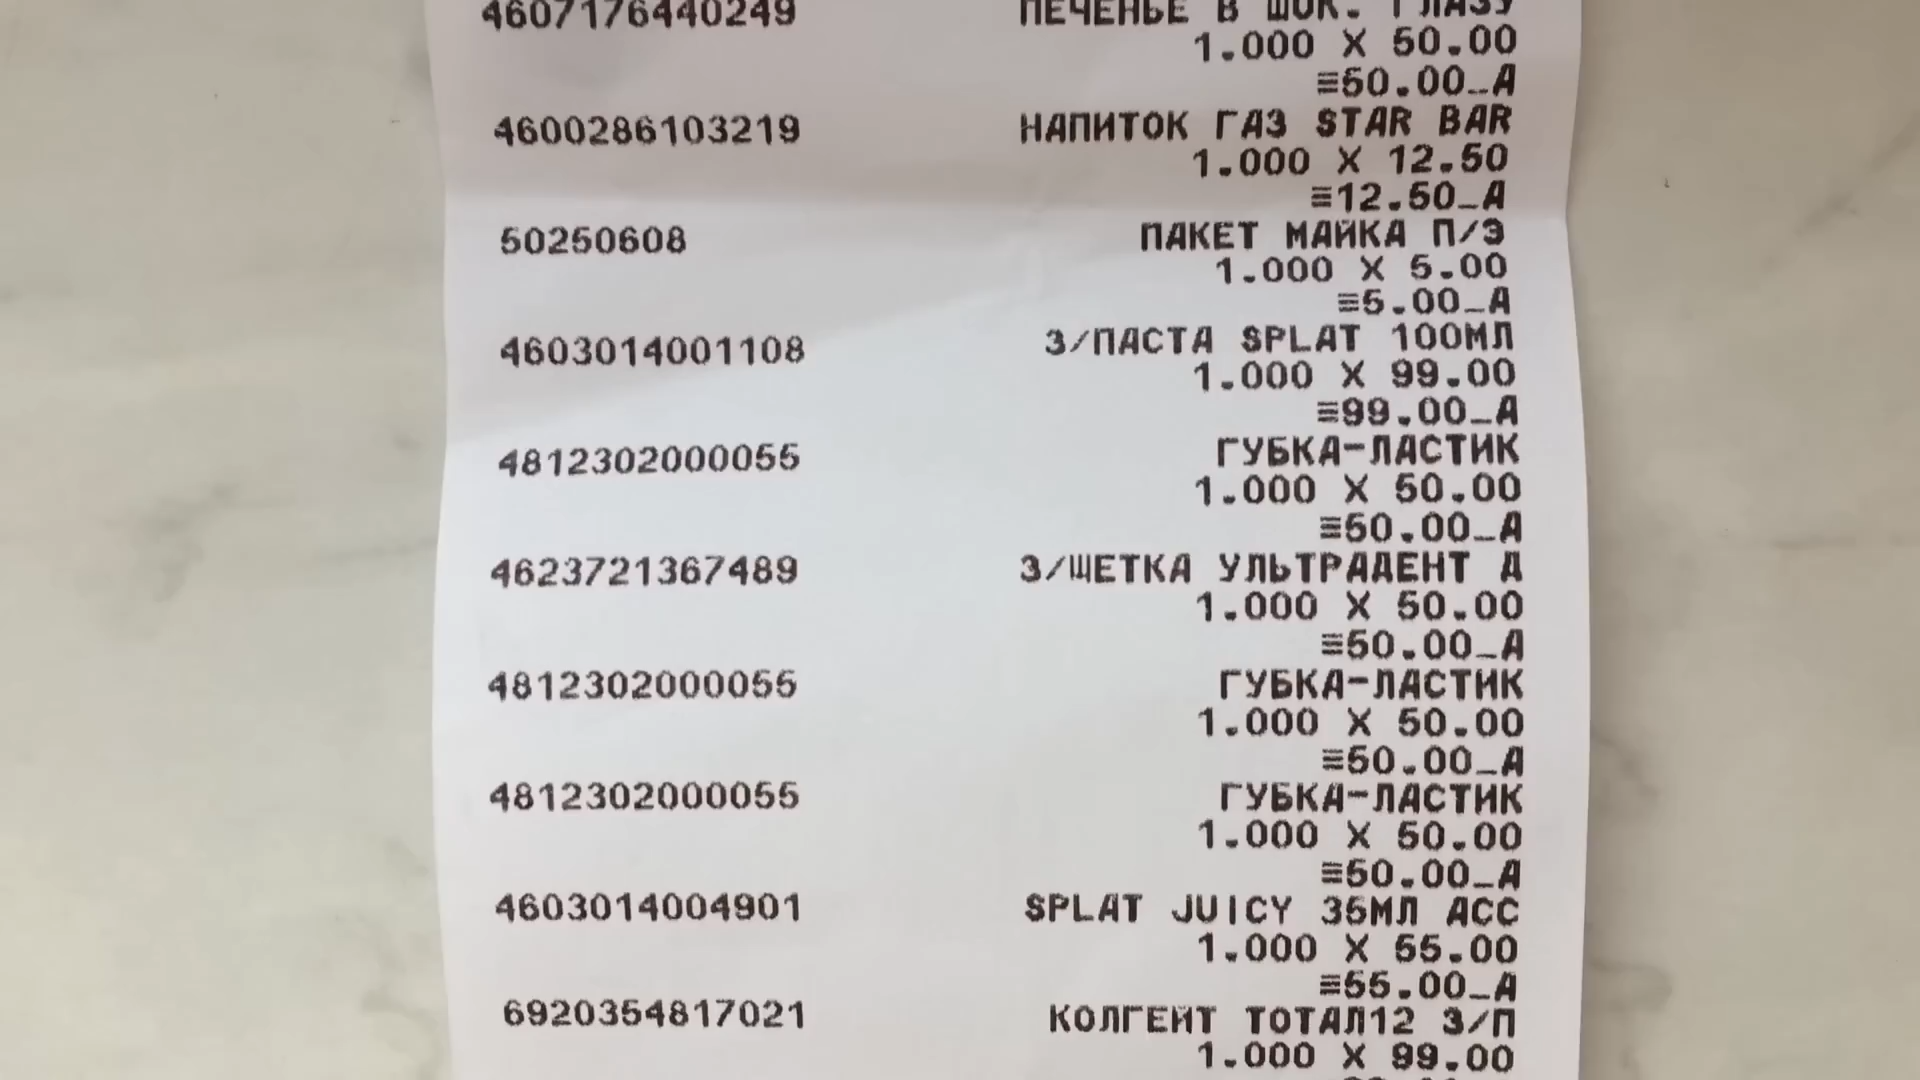 4607176440249 ПЕЧЕНЬЕ В ШОК. ГЛАЗУ
1.000 X 50.00
≡50.00_А
4600286103219 НАПИТОК ГАЗ STAR BAR
1.000 X 12.50
≡12.50_А
50250608 ПАКЕТ МАЙКА П/Э
1.000 X 5.00
≡5.00_А
4603014001108 З/ПАСТА SPLAT 100МЛ
1.000 X 99.00
≡99.00_А
4812302000055 ГУБКА-ЛАСТИК
1.000 X 50.00
≡50.00_А
4623721367489 З/ЩЕТКА УЛЬТРАДЕНТ Д
1.000 X 50.00
≡50.00_А
4812302000055 ГУБКА-ЛАСТИК
1.000 X 50.00
≡50.00_А
4812302000055 ГУБКА-ЛАСТИК
1.000 X 50.00
≡50.00_А
4603014004901 SPLAT JUICY 35МЛ АСС
1.000 X 55.00
≡55.00_А
6920354817021 КОЛГЕЙТ ТОТАЛ12 З/П
1.000 X 99.00